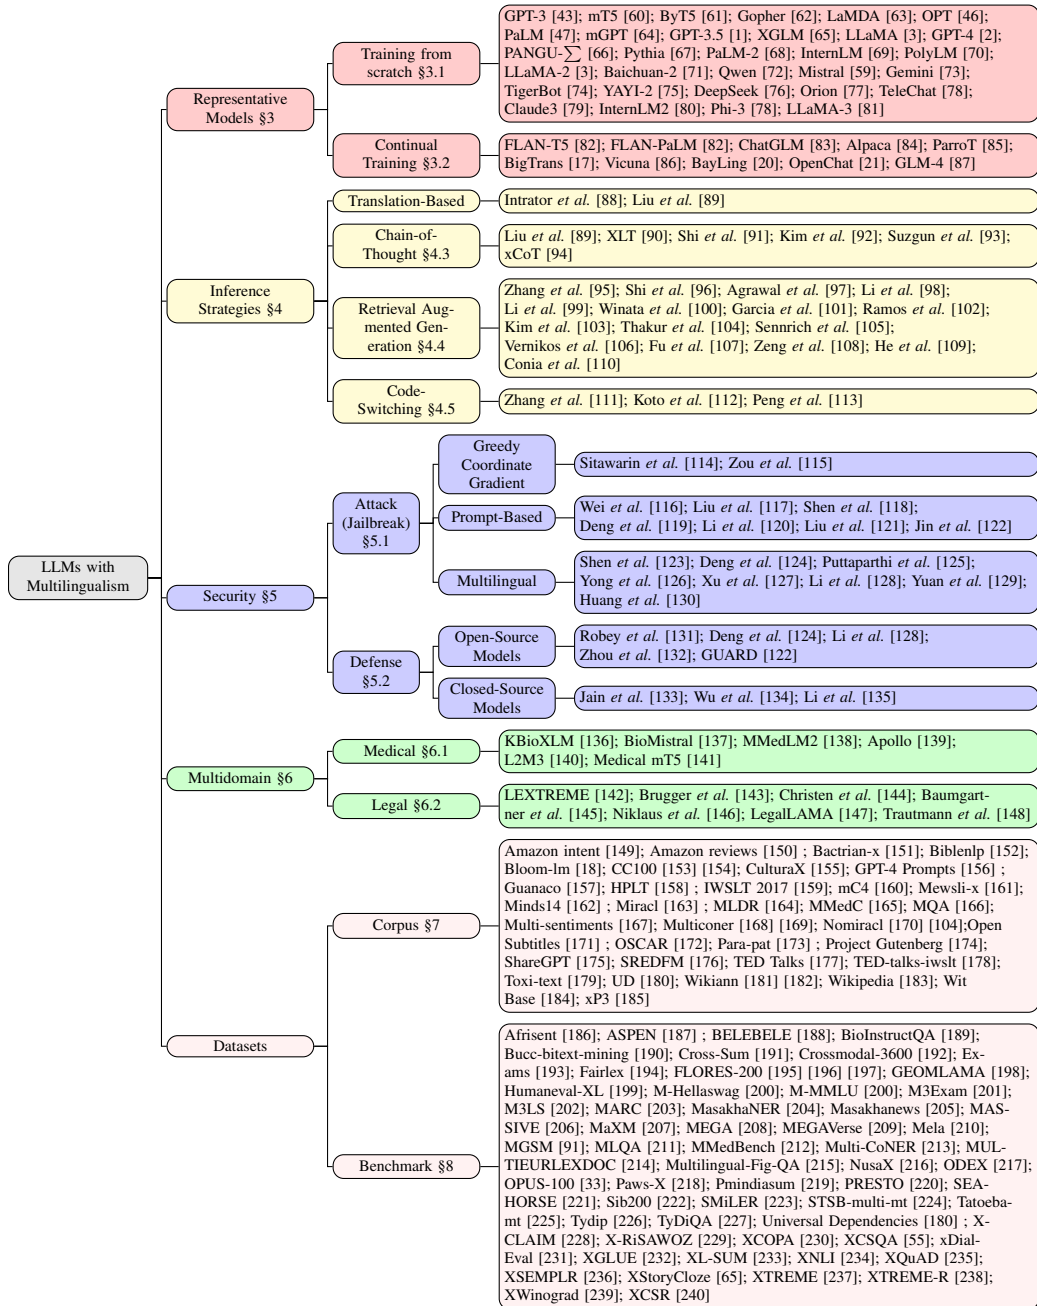 LLMs with
Multilingualism
Representative
Models §3
Training from
scratch §3.1
GPT-3 [43]; mT5 [60]; ByT5 [61]; Gopher [62]; LaMDA [63]; OPT [46];
PaLM [47]; mGPT [64]; GPT-3.5 [1]; XGLM [65]; LLaMA [3]; GPT-4 [2];
PANGU-∑ [66]; Pythia [67]; PaLM-2 [68]; InternLM [69]; PolyLM [70];
LLaMA-2 [3]; Baichuan-2 [71]; Qwen [72]; Mistral [59]; Gemini [73];
TigerBot [74]; YAYI-2 [75]; DeepSeek [76]; Orion [77]; TeleChat [78];
Claude3 [79]; InternLM2 [80]; Phi-3 [78]; LLaMA-3 [81]
Continual
Training §3.2
FLAN-T5 [82]; FLAN-PaLM [82]; ChatGLM [83]; Alpaca [84]; ParroT [85];
BigTrans [17]; Vicuna [86]; BayLing [20]; OpenChat [21]; GLM-4 [87]
Inference
Strategies §4
Translation-Based
Intrator et al. [88]; Liu et al. [89]
Chain-of-
Thought §4.3
Liu et al. [89]; XLT [90]; Shi et al. [91]; Kim et al. [92]; Suzgun et al. [93];
xCoT [94]
Retrieval Aug-
mented Gen-
eration §4.4
Zhang et al. [95]; Shi et al. [96]; Agrawal et al. [97]; Li et al. [98];
Li et al. [99]; Winata et al. [100]; Garcia et al. [101]; Ramos et al. [102];
Kim et al. [103]; Thakur et al. [104]; Sennrich et al. [105];
Vernikos et al. [106]; Fu et al. [107]; Zeng et al. [108]; He et al. [109];
Conia et al. [110]
Code-
Switching §4.5
Zhang et al. [111]; Koto et al. [112]; Peng et al. [113]
Security §5
Attack
(Jailbreak)
§5.1
Greedy
Coordinate
Gradient
Sitawarin et al. [114]; Zou et al. [115]
Prompt-Based
Wei et al. [116]; Liu et al. [117]; Shen et al. [118];
Deng et al. [119]; Li et al. [120]; Liu et al. [121]; Jin et al. [122]
Multilingual
Shen et al. [123]; Deng et al. [124]; Puttaparthi et al. [125];
Yong et al. [126]; Xu et al. [127]; Li et al. [128]; Yuan et al. [129];
Huang et al. [130]
Defense
§5.2
Open-Source
Models
Robey et al. [131]; Deng et al. [124]; Li et al. [128];
Zhou et al. [132]; GUARD [122]
Closed-Source
Models
Jain et al. [133]; Wu et al. [134]; Li et al. [135]
Multidomain §6
Medical §6.1
KBioXLM [136]; BioMistral [137]; MMedLM2 [138]; Apollo [139];
L2M3 [140]; Medical mT5 [141]
Legal §6.2
LEXTREME [142]; Brugger et al. [143]; Christen et al. [144]; Baumgart-
ner et al. [145]; Niklaus et al. [146]; LegalLAMA [147]; Trautmann et al. [148]
Datasets
Corpus §7
Amazon intent [149]; Amazon reviews [150] ; Bactrian-x [151]; Biblenlp [152];
Bloom-lm [18]; CC100 [153] [154]; CulturaX [155]; GPT-4 Prompts [156] ;
Guanaco [157]; HPLT [158] ; IWSLT 2017 [159]; mC4 [160]; Mewsli-x [161];
Minds14 [162] ; Miracl [163] ; MLDR [164]; MMedC [165]; MQA [166];
Multi-sentiments [167]; Multiconer [168] [169]; Nomiracl [170] [104];Open
Subtitles [171] ; OSCAR [172]; Para-pat [173] ; Project Gutenberg [174];
ShareGPT [175]; SREDFM [176]; TED Talks [177]; TED-talks-iwslt [178];
Toxi-text [179]; UD [180]; Wikiann [181] [182]; Wikipedia [183]; Wit
Base [184]; xP3 [185]
Benchmark §8
Afrisent [186]; ASPEN [187] ; BELEBELE [188]; BioInstructQA [189];
Bucc-bitext-mining [190]; Cross-Sum [191]; Crossmodal-3600 [192]; Ex-
ams [193]; Fairlex [194]; FLORES-200 [195] [196] [197]; GEOMLAMA [198];
Humaneval-XL [199]; M-Hellaswag [200]; M-MMLU [200]; M3Exam [201];
M3LS [202]; MARC [203]; MasakhaNER [204]; Masakhanews [205]; MAS-
SIVE [206]; MaXM [207]; MEGA [208]; MEGAVerse [209]; Mela [210];
MGSM [91]; MLQA [211]; MMedBench [212]; Multi-CoNER [213]; MUL-
TIEURLEXDOC [214]; Multilingual-Fig-QA [215]; NusaX [216]; ODEX [217];
OPUS-100 [33]; Paws-X [218]; Pmindiasum [219]; PRESTO [220]; SEA-
HORSE [221]; Sib200 [222]; SMiLER [223]; STSB-multi-mt [224]; Tatoeba-
mt [225]; Tydip [226]; TyDiQA [227]; Universal Dependencies [180] ; X-
CLAIM [228]; X-RiSAWOZ [229]; XCOPA [230]; XCSQA [55]; xDial-
Eval [231]; XGLUE [232]; XL-SUM [233]; XNLI [234]; XQuAD [235];
XSEMPLR [236]; XStoryCloze [65]; XTREME [237]; XTREME-R [238];
XWinograd [239]; XCSR [240]